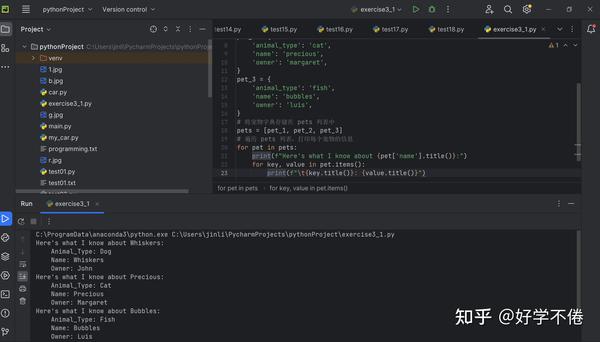 pythonProject
Version control
exercise3_1
Project
test14.py
test15.py
test16.py
test17.py
test18.py
exercise3_1.py
pythonProject C:\Users\jinli\PycharmProjects\pythonProje
venv
1.jpg
b.jpg
car.py
exercise3_1.py
g.jpg
main.py
my_car.py
programming.txt
r.jpg
test01.py
test01.txt
1
8 'animal_type': 'cat',
9 'name': 'precious',
10 'owner': 'margaret',
11 }
12 pet_3 = {
13 'animal_type': 'fish',
14 'name': 'bubbles',
15 'owner': 'luis',
16 }
17 # 将宠物字典存储在 pets 列表中
18 pets = [pet_1, pet_2, pet_3]
19 # 遍历 pets 列表，打印每个宠物的信息
20 for pet in pets:
21 print(f"Here's what I know about {pet['name'].title()}:")
22 for key, value in pet.items():
23 print(f"\t{key.title()}: {value.title()}")
for pet in pets > for key, value in pet.items()
Run exercise3_1
C:\ProgramData\anaconda3\python.exe C:\Users\jinli\PycharmProjects\pythonProject\exercise3_1.py
Here's what I know about Whiskers:
Animal_Type: Dog
Name: Whiskers
Owner: John
Here's what I know about Precious:
Animal_Type: Cat
Name: Precious
Owner: Margaret
Here's what I know about Bubbles:
Animal_Type: Fish
Name: Bubbles
Owner: Luis
知乎 @好学不倦